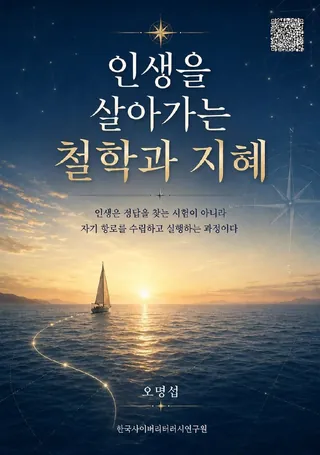 인생을
살아가는
철학과 지혜
인생은 정답을 찾는 시험이 아니라
자기 항로를 수립하고 실행하는 과정이다
오명섭
한국사이버리터러시연구원